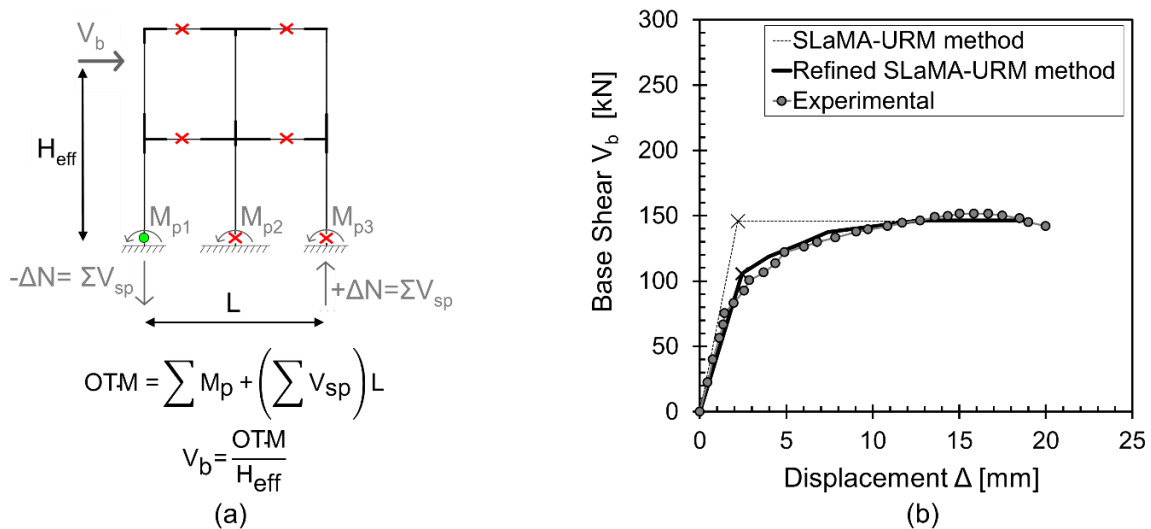 V_b
H_eff
M_p1
M_p2
M_p3
-ΔN= ΣV_sp
+ΔN=ΣV_sp
L
OT.M = ∑ M_p + (∑ V_sp) L
V_b = OT.M / H_eff
(a)
Base Shear V_b [kN]
300
250
200
150
100
50
0
SLaMA-URM method
Refined SLaMA-URM method
Experimental
0 5 10 15 20 25
Displacement Δ [mm]
(b)